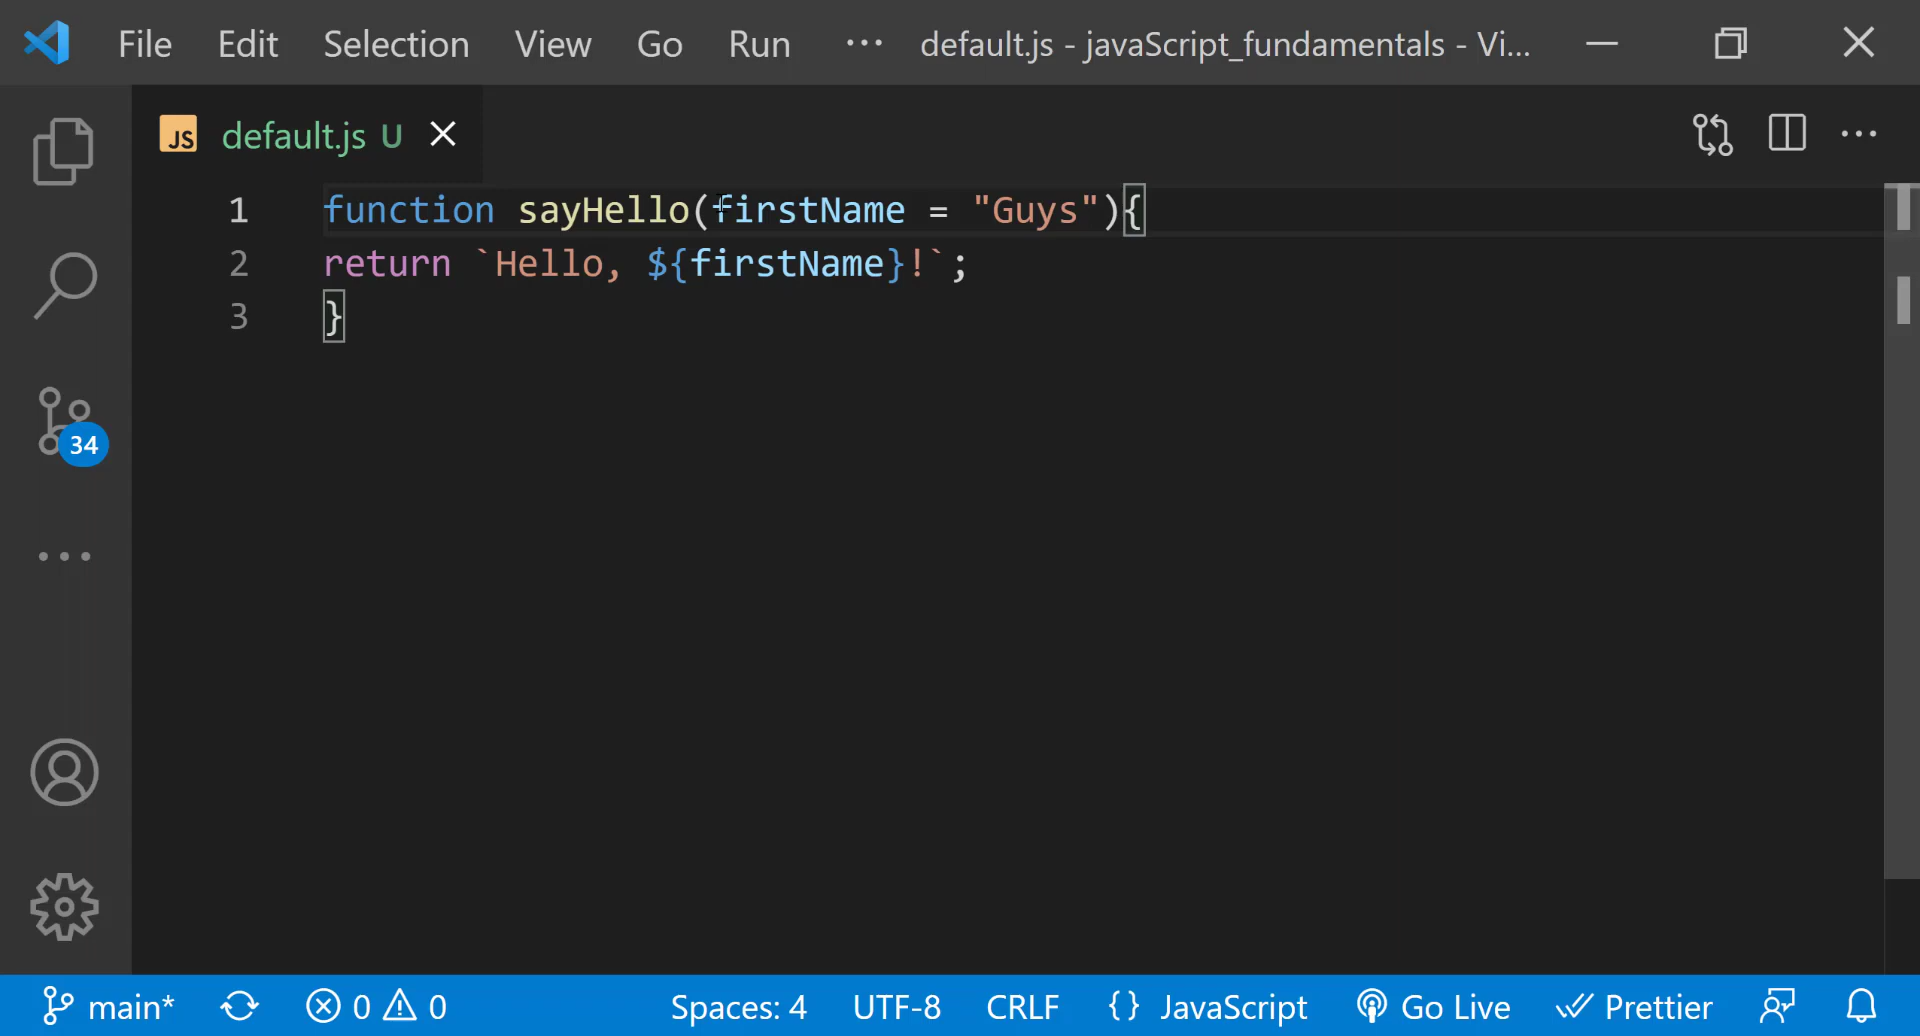 File Edit Selection View Go Run ··· default.js - javaScript_fundamentals - Vi...
JS default.js U
1 function sayHello(firstName = "Guys"){
2 return `Hello, ${firstName}!`;
3 }
34
main* 0 0 Spaces: 4 UTF-8 CRLF {} JavaScript Go Live Prettier